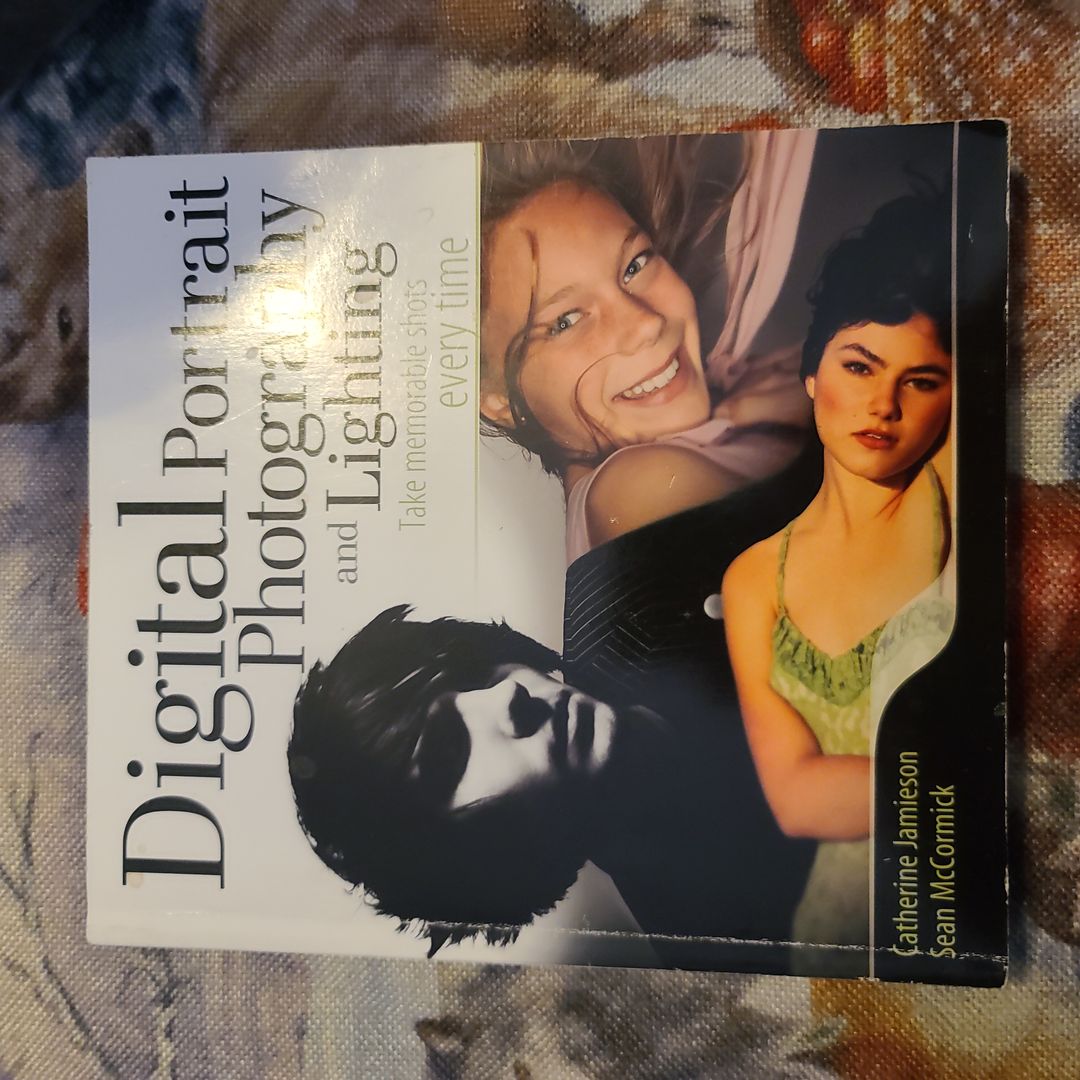 Digital Portrait
Photography
and Lighting
Take memorable shots
every time
Catherine Jamieson
Sean McCormick